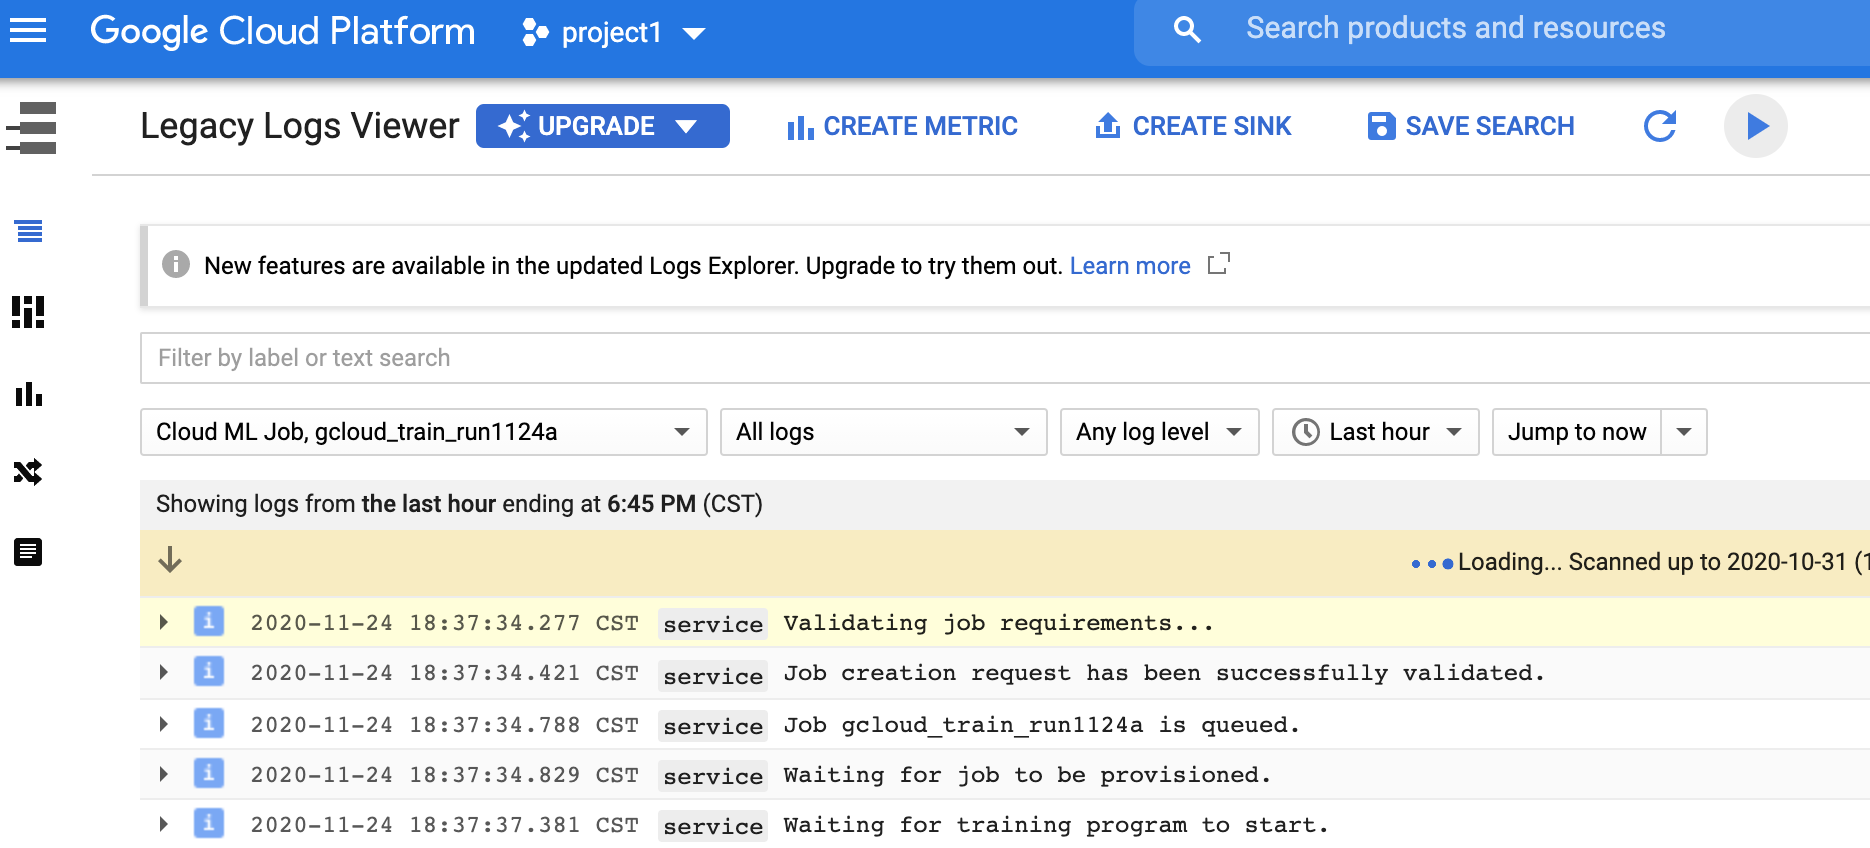 Google Cloud Platform project1 Search products and resources
Legacy Logs Viewer UPGRADE CREATE METRIC CREATE SINK SAVE SEARCH
New features are available in the updated Logs Explorer. Upgrade to try them out. Learn more
Filter by label or text search
Cloud ML Job, gcloud_train_run1124a All logs Any log level Last hour Jump to now
Showing logs from the last hour ending at 6:45 PM (CST)
Loading... Scanned up to 2020-10-31 (1
i 2020-11-24 18:37:34.277 CST service Validating job requirements...
i 2020-11-24 18:37:34.421 CST service Job creation request has been successfully validated.
i 2020-11-24 18:37:34.788 CST service Job gcloud_train_run1124a is queued.
i 2020-11-24 18:37:34.829 CST service Waiting for job to be provisioned.
i 2020-11-24 18:37:37.381 CST service Waiting for training program to start.